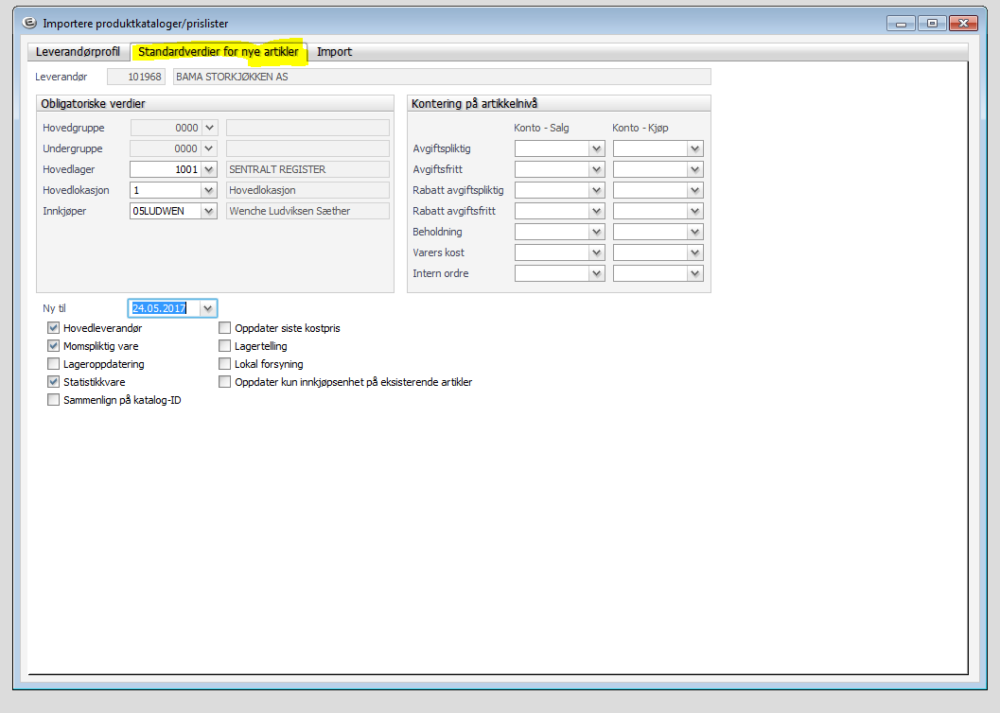 Importere produktkataloger/prislister
Leverandørprofil Standardverdier for nye artikler Import
Leverandør 101968 BAMA STORKJØKKEN AS
Obligatoriske verdier
Hovedgruppe 0000
Undergruppe 0000
Hovedlager 1001 SENTRALT REGISTER
Hovedlokasjon 1 Hovedlokasjon
Innkjøper 05LUDWEN Wenche Ludviksen Sæther
Kontering på artikkelnivå
Konto - Salg Konto - Kjøp
Avgiftspliktig
Avgiftsfritt
Rabatt avgiftspliktig
Rabatt avgiftsfritt
Beholdning
Varers kost
Intern ordre
Ny til 24.05.2017
Hovedleverandør Oppdater siste kostpris
Momspliktig vare Lagertelling
Lageroppdatering Lokal forsyning
Statistikkvare Oppdater kun innkjøpsenhet på eksisterende artikler
Sammenlign på katalog-ID